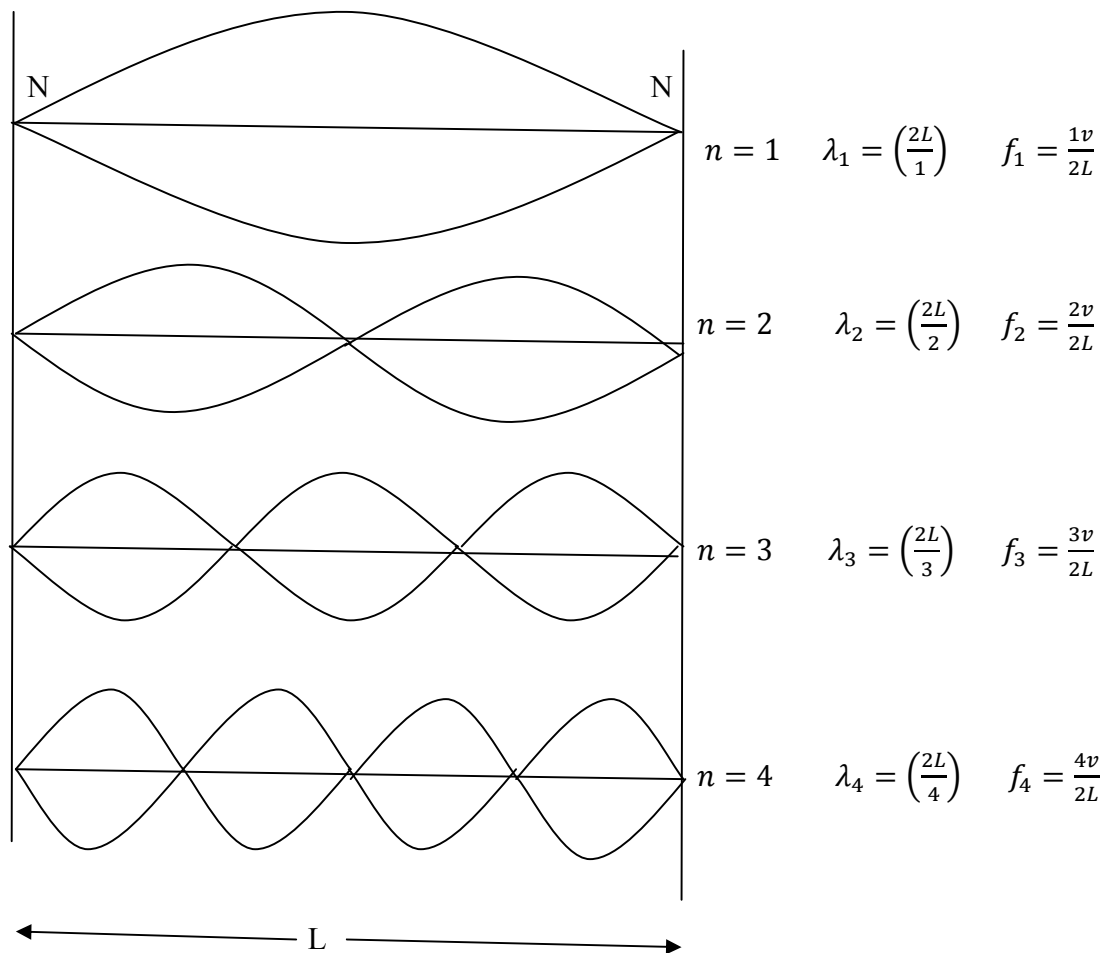 N N
n = 1 λ₁ = (2L/1) f₁ = 1v/2L
n = 2 λ₂ = (2L/2) f₂ = 2v/2L
n = 3 λ₃ = (2L/3) f₃ = 3v/2L
n = 4 λ₄ = (2L/4) f₄ = 4v/2L
L